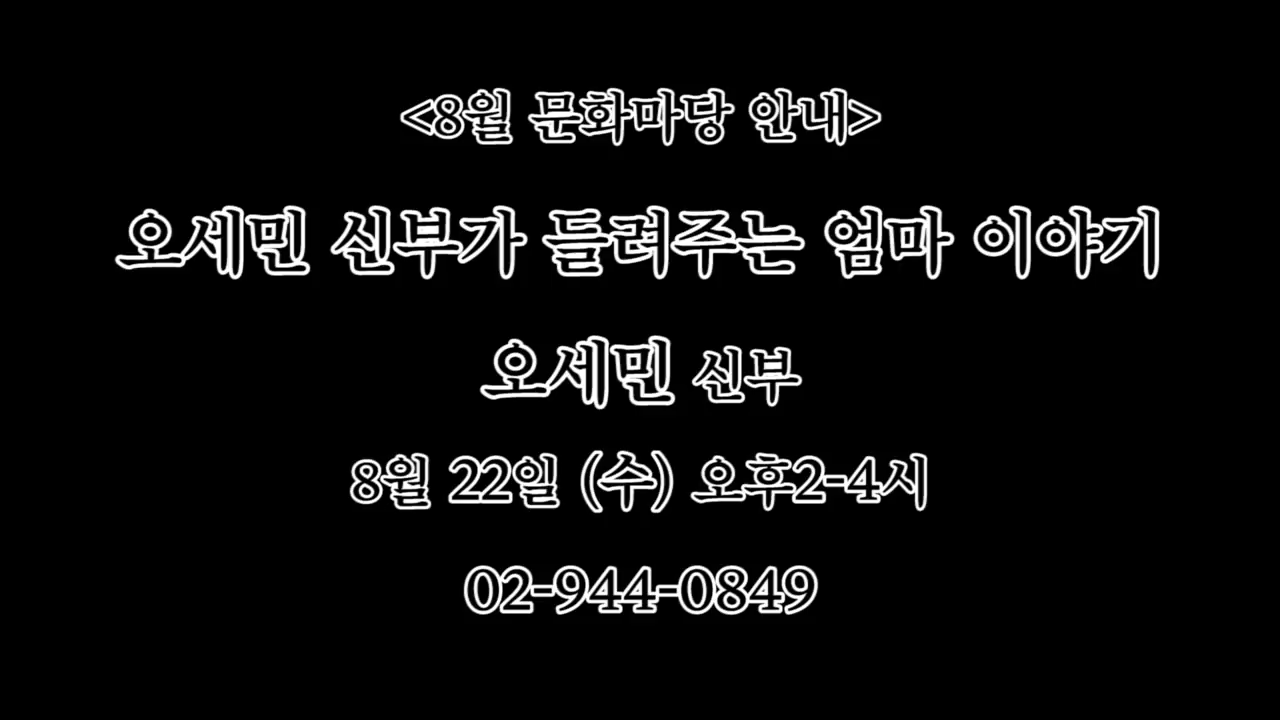 <8월 문화마당 안내>
오세민 신부가 들려주는 엄마 이야기
오세민 신부
8월 22일 (수) 오후2-4시
02-944-0849